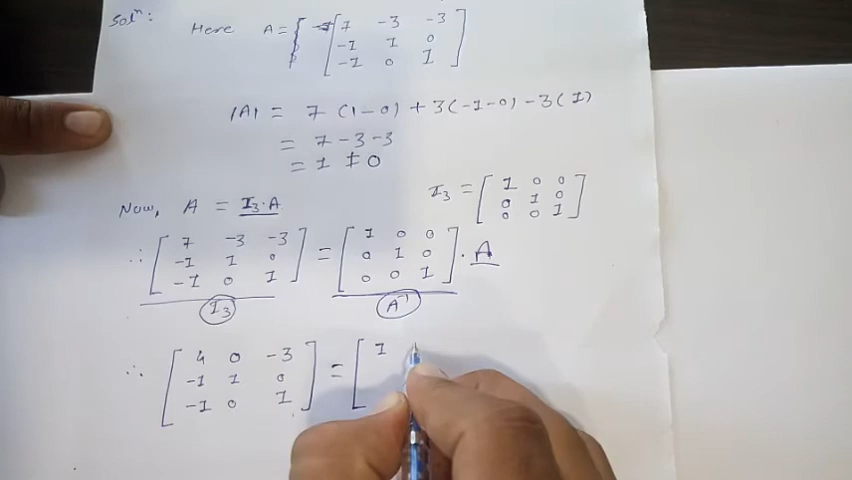 Solⁿ: Here A = [ 7 -3 -3
-1 1 0
-1 0 1 ]
|A| = 7 (1-0) + 3(-1-0) - 3(1)
= 7 - 3 - 3
= 1 ≠ 0
Now, A = I₃·A I₃ = [ 1 0 0
0 1 0
0 0 1 ]
∴ [ 7 -3 -3
-1 1 0
-1 0 1 ] = [ 1 0 0
0 1 0
0 0 1 ] · A
I₃ A⁻¹
∴ [ 4 0 -3
-1 1 0
-1 0 1 ] = [ 1